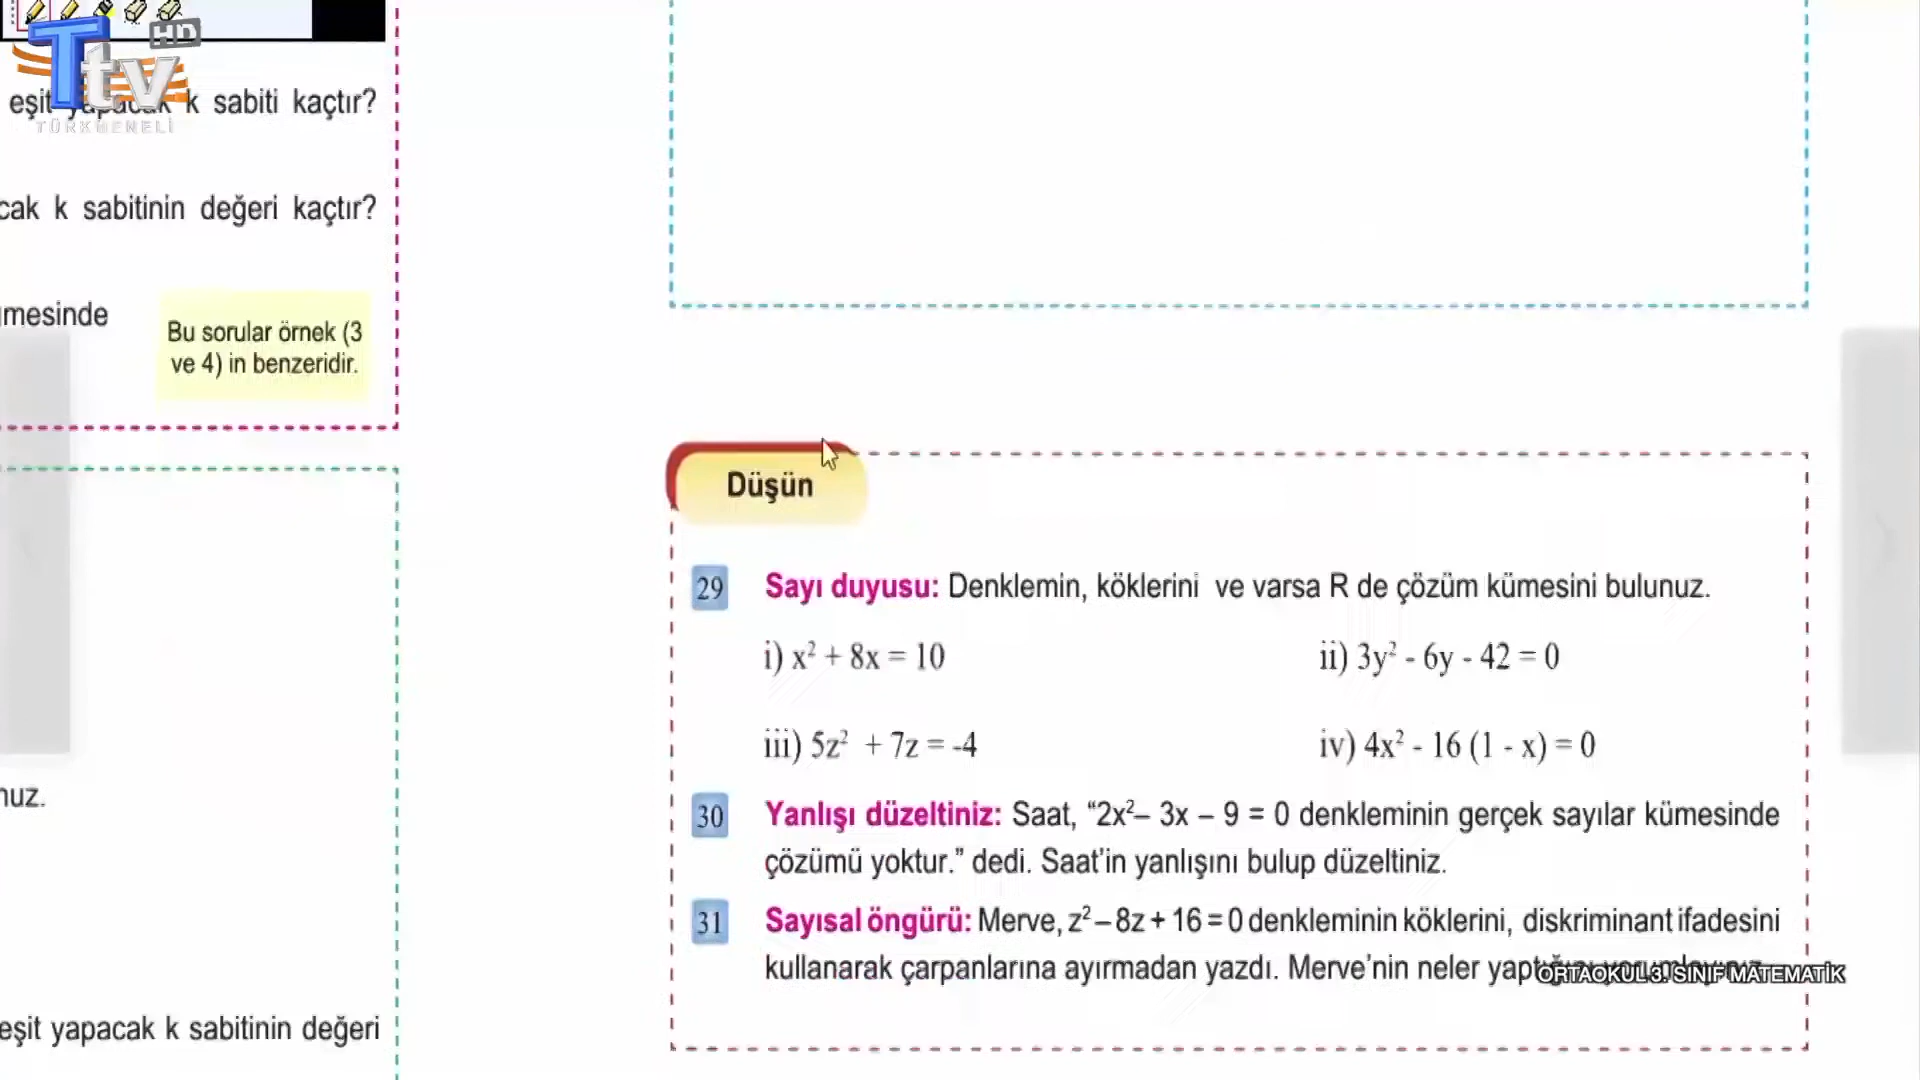 HD
Ttv
TÜRKMENELİ
eşit yapacak k sabiti kaçtır?
cak k sabitinin değeri kaçtır?
mesinde
Bu sorular örnek (3
ve 4) in benzeridir.
nuz.
eşit yapacak k sabitinin değeri
Düşün
29 Sayı duyusu: Denklemin, köklerini ve varsa R de çözüm kümesini bulunuz.
i) x² + 8x = 10 ii) 3y² - 6y - 42 = 0
iii) 5z² + 7z = -4 iv) 4x² - 16 (1 - x) = 0
30 Yanlışı düzeltiniz: Saat, “2x²– 3x – 9 = 0 denkleminin gerçek sayılar kümesinde
çözümü yoktur.” dedi. Saat’in yanlışını bulup düzeltiniz.
31 Sayısal öngürü: Merve, z² – 8z + 16 = 0 denkleminin köklerini, diskriminant ifadesini
kullanarak çarpanlarına ayırmadan yazdı. Merve’nin neler
ORTAOKUL 3. SINIF MATEMATİK